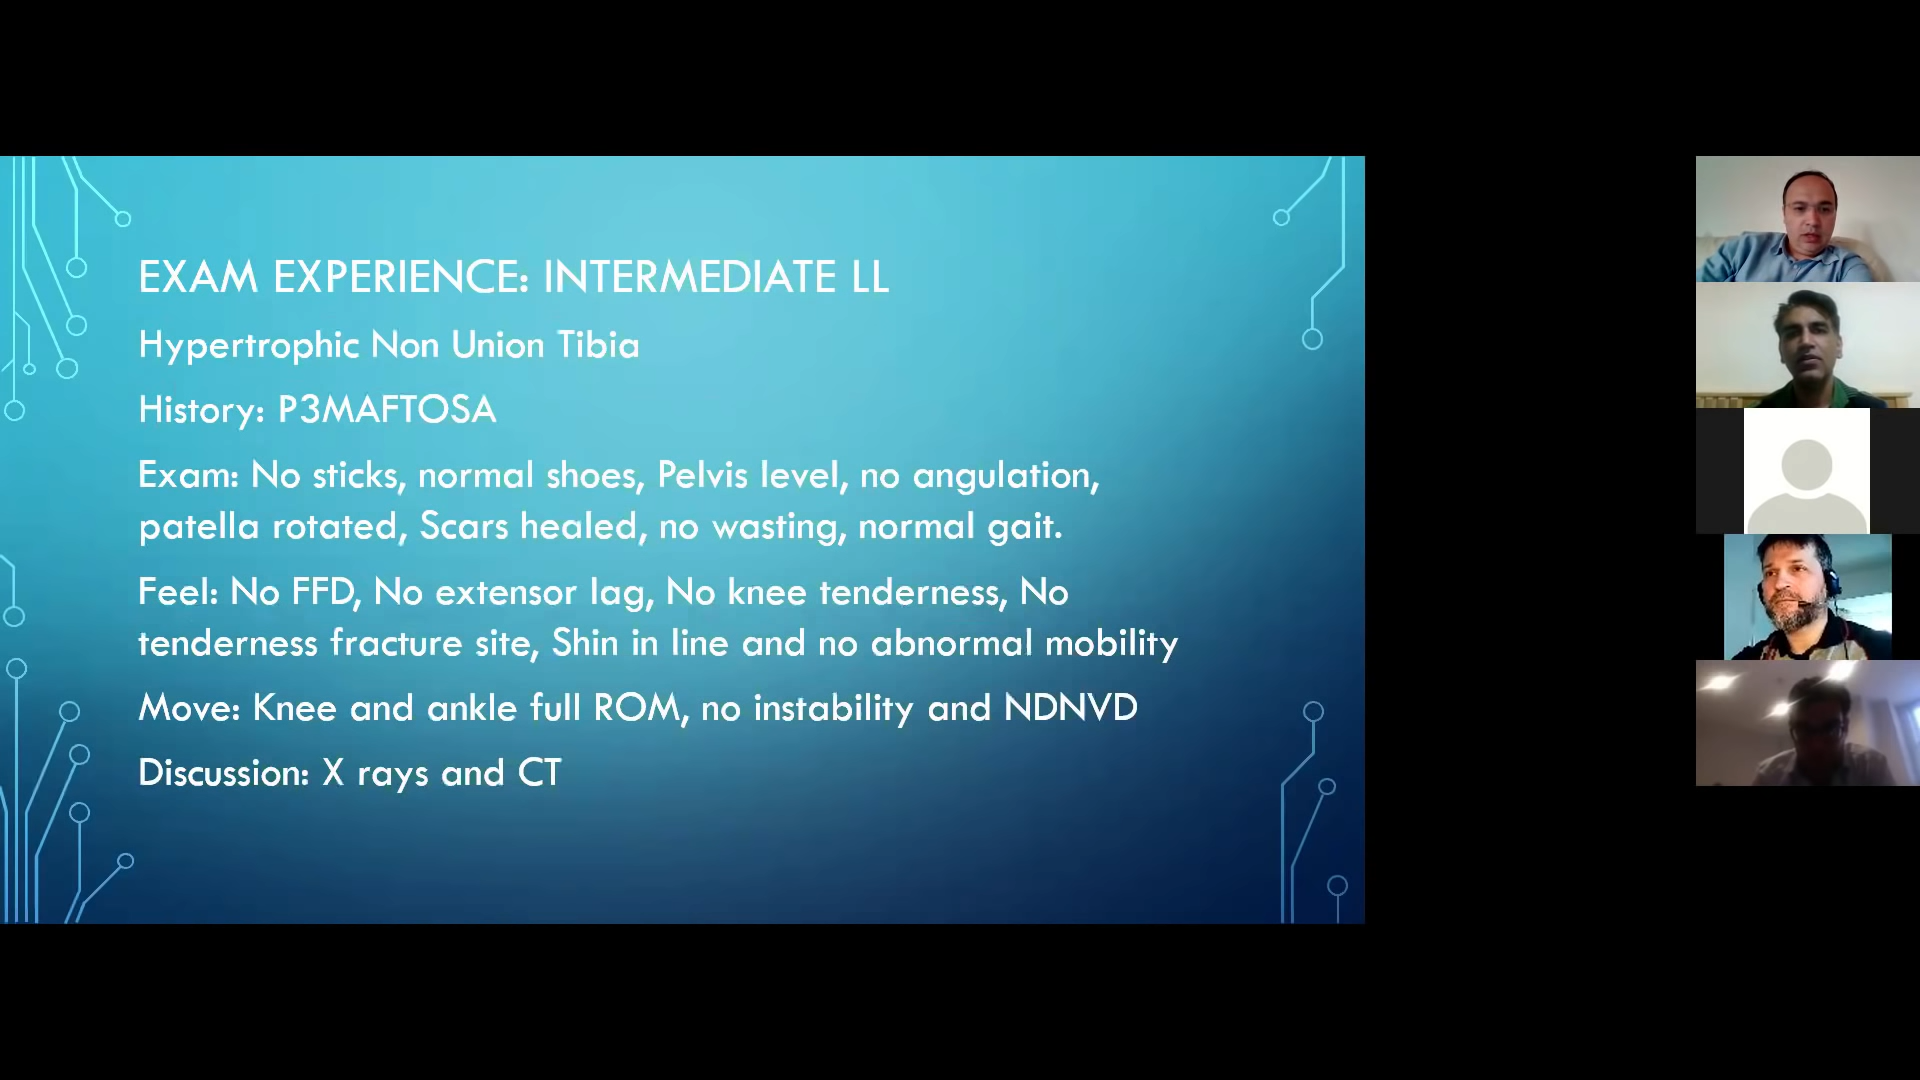 EXAM EXPERIENCE: INTERMEDIATE LL
Hypertrophic Non Union Tibia
History: P3MAFTOSA
Exam: No sticks, normal shoes, Pelvis level, no angulation,
patella rotated, Scars healed, no wasting, normal gait.
Feel: No FFD, No extensor lag, No knee tenderness, No
tenderness fracture site, Shin in line and no abnormal mobility
Move: Knee and ankle full ROM, no instability and NDNVD
Discussion: X rays and CT